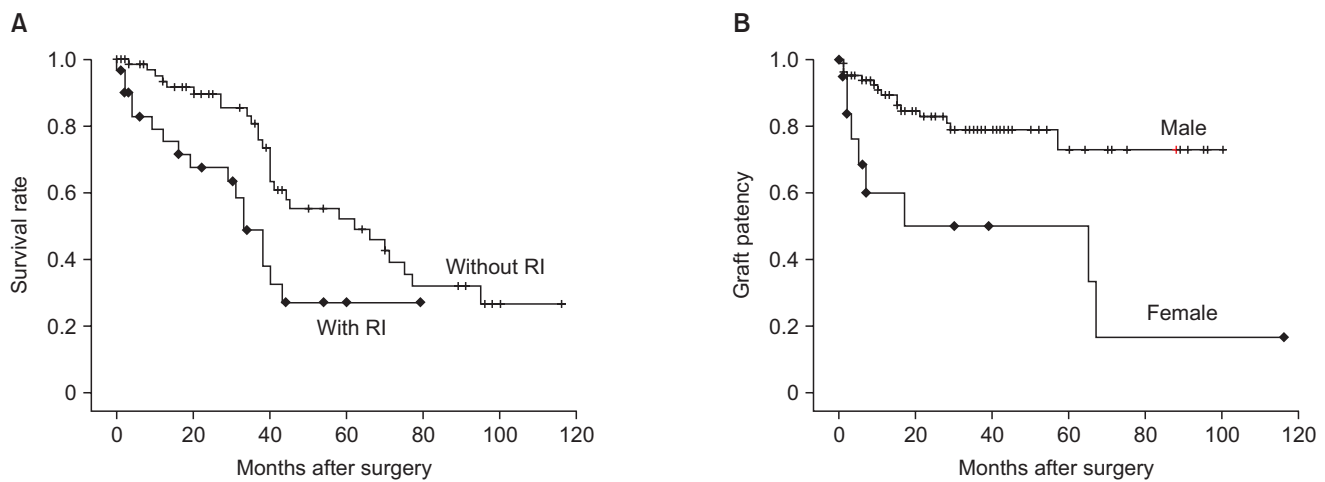 A
Survival rate
1.0
0.8
0.6
0.4
0.2
0
Without RI
With RI
0 20 40 60 80 100 120
Months after surgery
B
Graft patency
1.0
0.8
0.6
0.4
0.2
0
Male
Female
0 20 40 60 80 100 120
Months after surgery